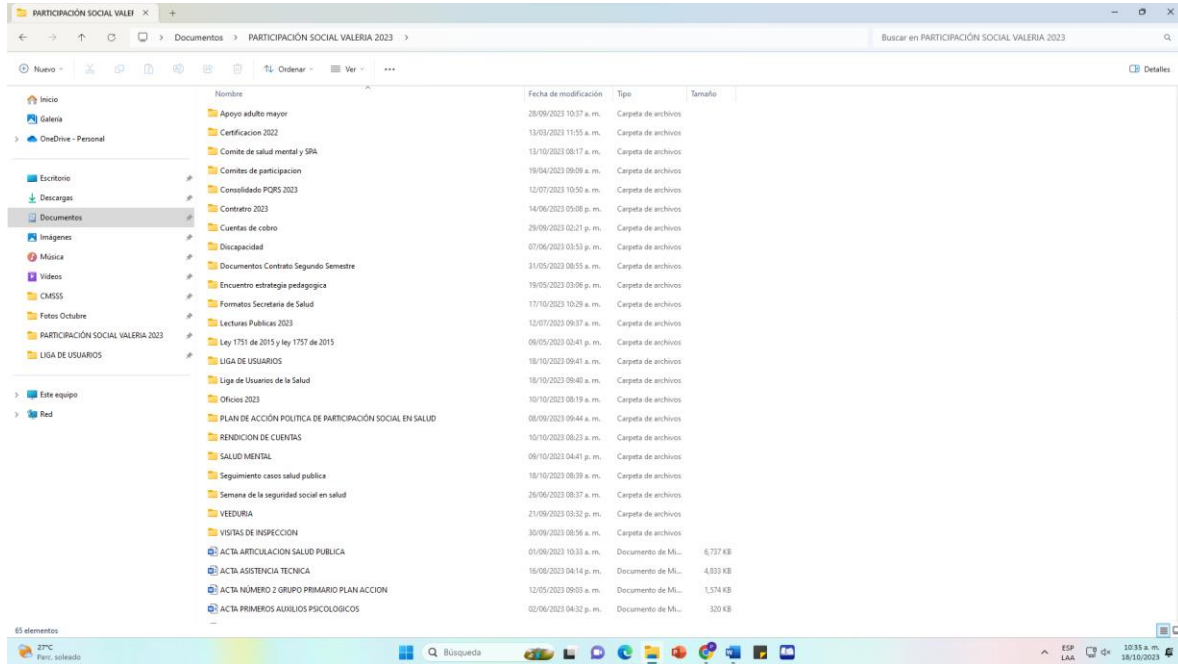 PARTICIPACIÓN SOCIAL VALEI
Documentos > PARTICIPACIÓN SOCIAL VALERIA 2023 >
Buscar en PARTICIPACIÓN SOCIAL VALERIA 2023
Nuevo
Ordenar
Ver
Detalles
Inicio
Galería
OneDrive - Personal
Escritorio
Descargas
Documentos
Imágenes
Música
Vídeos
CMSSS
Fotos Octubre
PARTICIPACIÓN SOCIAL VALERIA 2023
LIGA DE USUARIOS
Este equipo
Red
Nombre Fecha de modificación Tipo Tamaño
Apoyo adulto mayor 28/09/2023 10:37 a. m. Carpeta de archivos
Certificacion 2022 13/03/2023 11:55 a. m. Carpeta de archivos
Comite de salud mental y SPA 13/10/2023 08:17 a. m. Carpeta de archivos
Comites de participacion 19/04/2023 09:09 a. m. Carpeta de archivos
Consolidado PQRS 2023 12/07/2023 10:50 a. m. Carpeta de archivos
Contratro 2023 14/06/2023 05:08 p. m. Carpeta de archivos
Cuentas de cobro 29/09/2023 02:21 p. m. Carpeta de archivos
Discapacidad 07/06/2023 03:53 p. m. Carpeta de archivos
Documentos Contrato Segundo Semestre 31/05/2023 08:55 a. m. Carpeta de archivos
Encuentro estrategia pedagogica 19/05/2023 03:06 p. m. Carpeta de archivos
Formatos Secretaria de Salud 17/10/2023 10:29 a. m. Carpeta de archivos
Lecturas Publicas 2023 12/07/2023 09:37 a. m. Carpeta de archivos
Ley 1751 de 2015 y ley 1757 de 2015 09/05/2023 02:41 p. m. Carpeta de archivos
LIGA DE USUARIOS 18/10/2023 09:41 a. m. Carpeta de archivos
Liga de Usuarios de la Salud 18/10/2023 09:40 a. m. Carpeta de archivos
Oficios 2023 10/10/2023 08:19 a. m. Carpeta de archivos
PLAN DE ACCIÓN POLITICA DE PARTICIPACIÓN SOCIAL EN SALUD 08/09/2023 09:44 a. m. Carpeta de archivos
RENDICION DE CUENTAS 10/10/2023 08:23 a. m. Carpeta de archivos
SALUD MENTAL 09/10/2023 04:41 p. m. Carpeta de archivos
Seguimiento casos salud publica 18/10/2023 08:39 a. m. Carpeta de archivos
Semana de la seguridad social en salud 26/06/2023 08:37 a. m. Carpeta de archivos
VEEDURIA 21/09/2023 03:32 p. m. Carpeta de archivos
VISITAS DE INSPECCION 30/09/2023 08:56 a. m. Carpeta de archivos
ACTA ARTICULACION SALUD PUBLICA 01/09/2023 10:33 a. m. Documento de Mi... 6,737 KB
ACTA ASISTENCIA TECNICA 16/08/2023 04:14 p. m. Documento de Mi... 4,833 KB
ACTA NÚMERO 2 GRUPO PRIMARIO PLAN ACCION 12/05/2023 09:03 a. m. Documento de Mi... 1,574 KB
ACTA PRIMEROS AUXILIOS PSICOLOGICOS 02/06/2023 04:32 p. m. Documento de Mi... 320 KB
65 elementos
27°C
Parc. soleado
Búsqueda
ESP
LAA
10:35 a. m.
18/10/2023